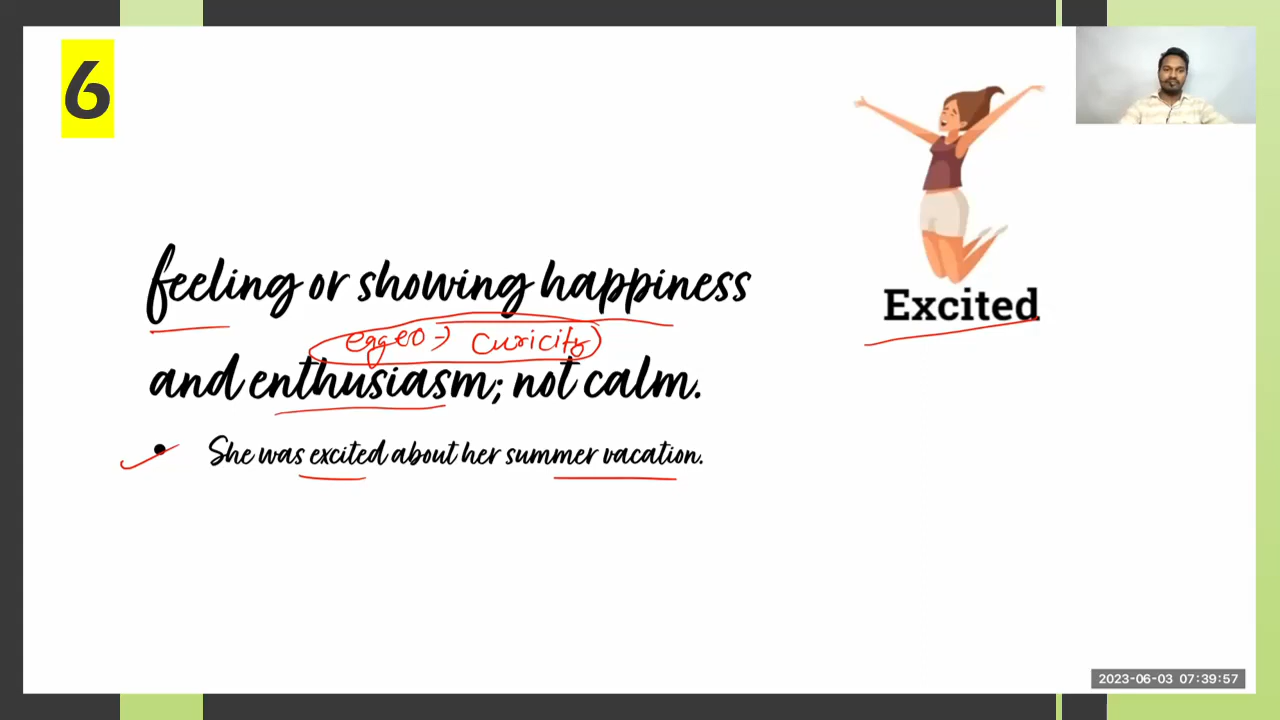 6
feeling or showing happiness
Excited
curicity
and enthusiasm; not calm.
She was excited about her summer vacation.
2023-06-03 07:39:57